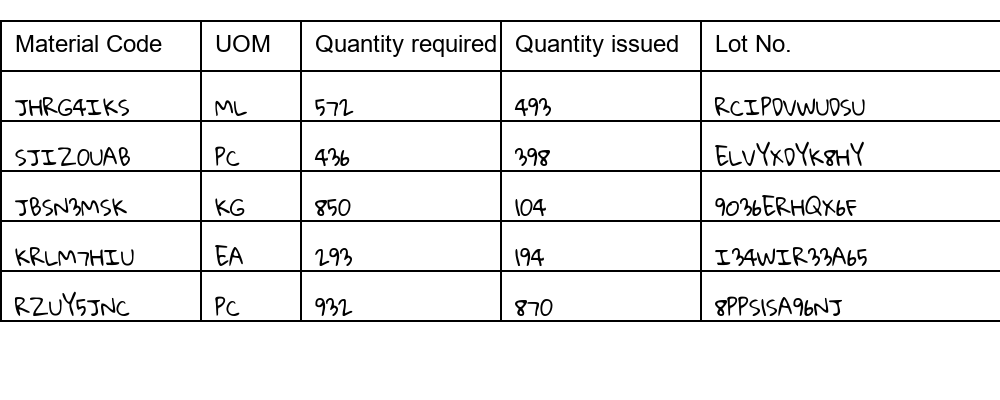 Material Code UOM Quantity required Quantity issued Lot No.
JHRG4IKS ML 572 493 RCIPDVWUDSU
SJIZOUAB PC 436 398 ELVYXDYK8HY
JBSN3MSK KG 850 104 9036ERHQX6F
KRLM7HIU EA 293 194 I34WIR33A65
RZUY5JNC PC 932 870 8PPSISA96NJ